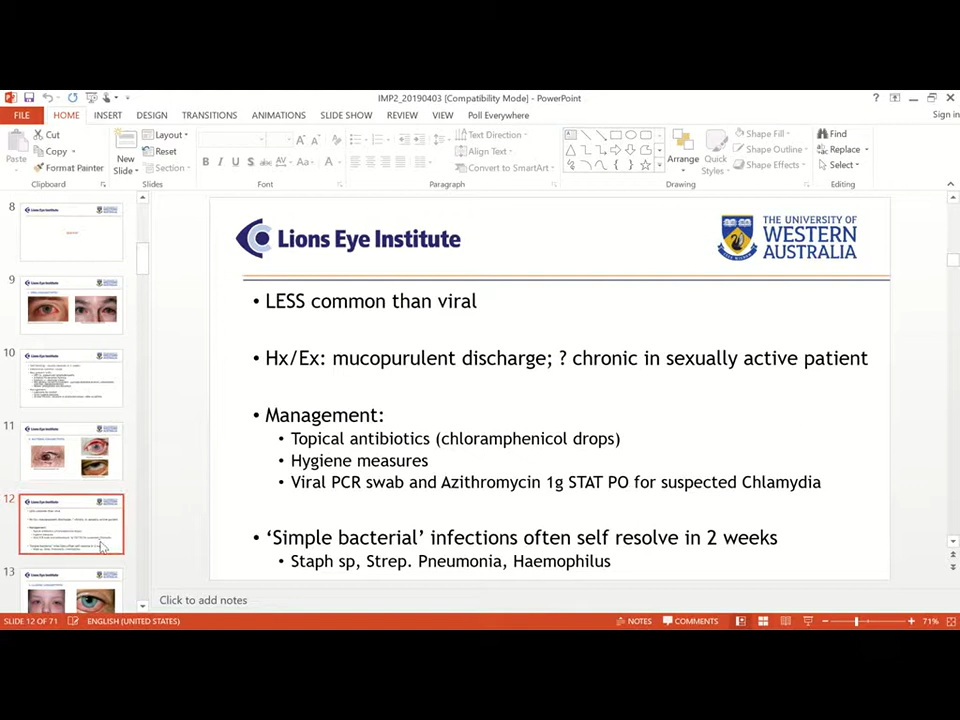 IMP2_20190403 [Compatibility Mode] - PowerPoint
Sign in
FILE HOME INSERT DESIGN TRANSITIONS ANIMATIONS SLIDE SHOW REVIEW VIEW Poll Everywhere
Paste
Cut
Copy
Format Painter
Clipboard
New
Slide
Layout
Reset
Section
Slides
Font
Text Direction
Align Text
Convert to SmartArt
Paragraph
Arrange
Quick
Styles
Shape Fill
Shape Outline
Shape Effects
Drawing
Find
Replace
Select
Editing
8
9
10
11
12
13
Lions Eye Institute
THE UNIVERSITY OF
WESTERN
AUSTRALIA
• LESS common than viral
• Hx/Ex: mucopurulent discharge; ? chronic in sexually active patient
• Management:
• Topical antibiotics (chloramphenicol drops)
• Hygiene measures
• Viral PCR swab and Azithromycin 1g STAT PO for suspected Chlamydia
• ‘Simple bacterial’ infections often self resolve in 2 weeks
• Staph sp, Strep. Pneumonia, Haemophilus
Click to add notes
SLIDE 12 OF 71 ENGLISH (UNITED STATES) NOTES COMMENTS 71%